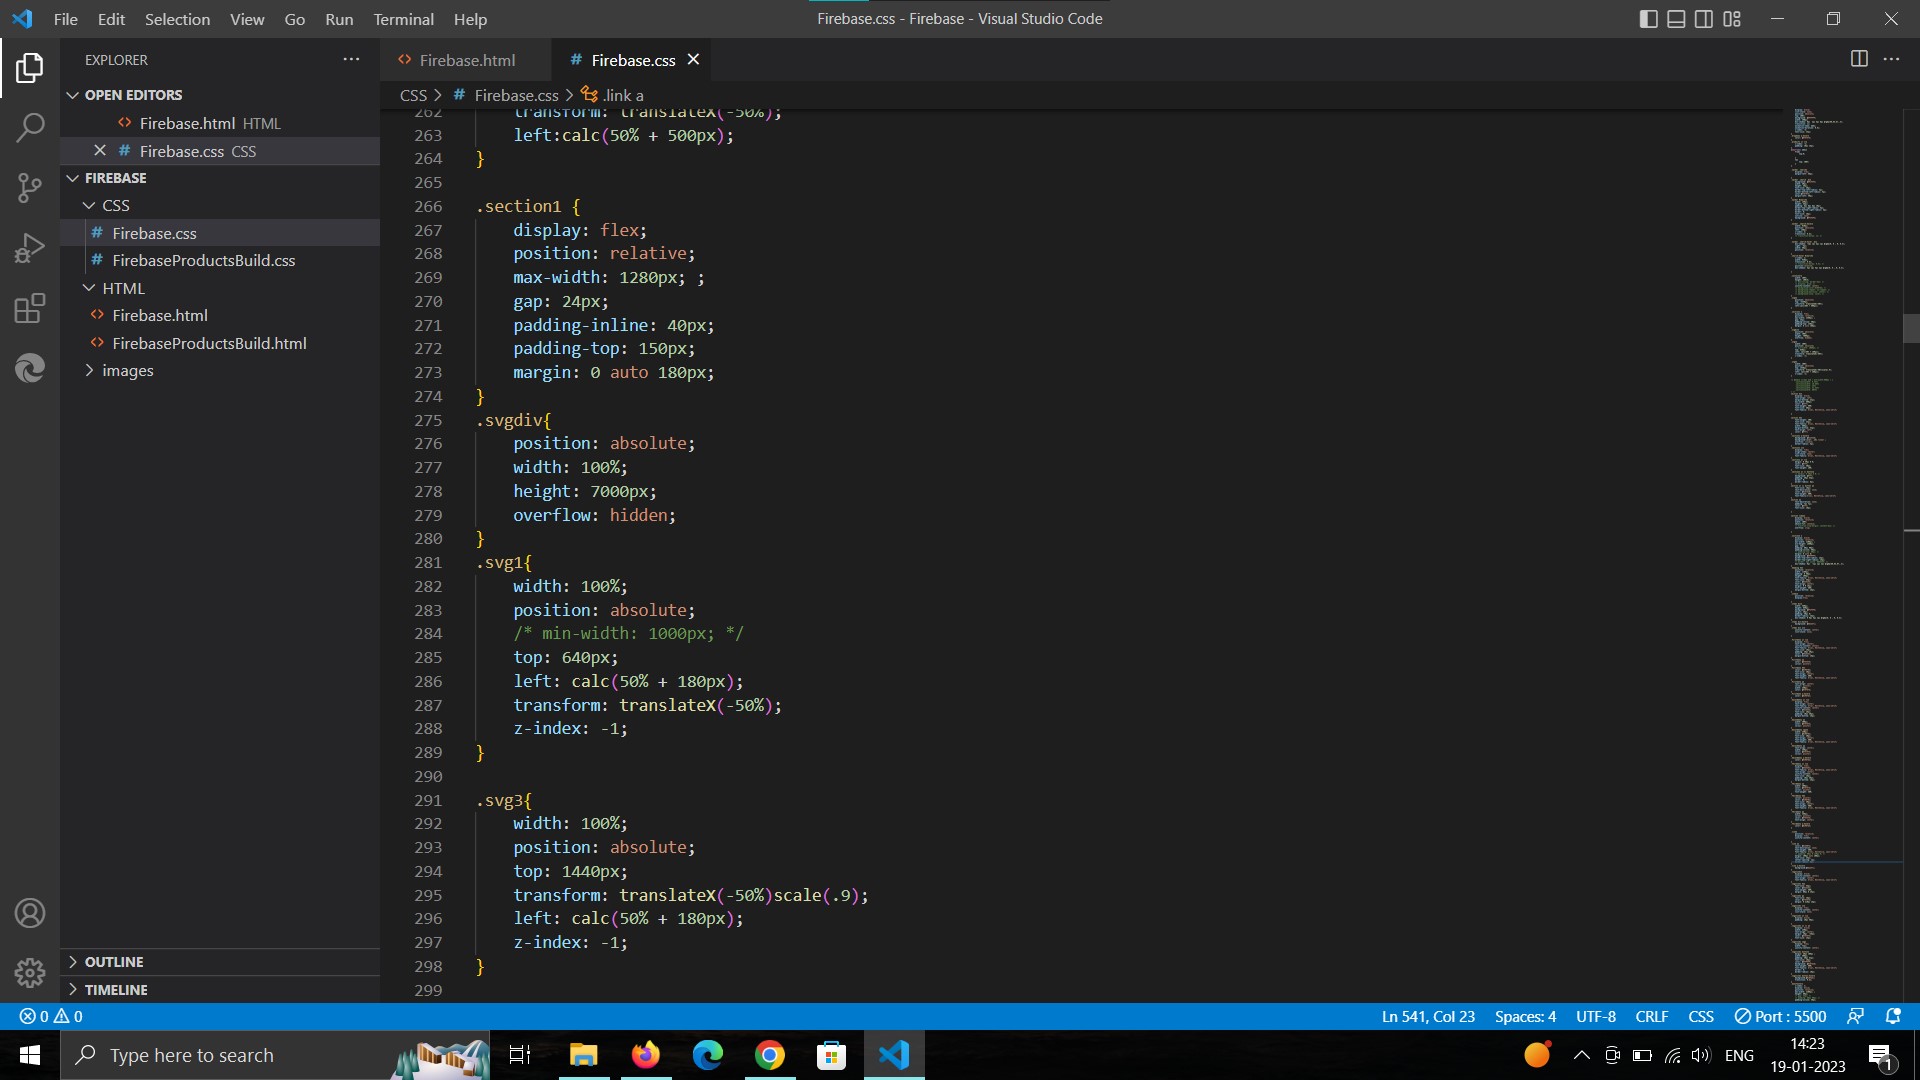 File Edit Selection View Go Run Terminal Help
Firebase.css - Firebase - Visual Studio Code
EXPLORER
OPEN EDITORS
Firebase.html HTML
# Firebase.css CSS
FIREBASE
CSS
# Firebase.css
# FirebaseProductsBuild.css
HTML
Firebase.html
FirebaseProductsBuild.html
images
OUTLINE
TIMELINE
<> Firebase.html # Firebase.css
CSS > # Firebase.css > .link a
262 transform: translateX(-50%);
263 left:calc(50% + 500px);
264 }
265
266 .section1 {
267 display: flex;
268 position: relative;
269 max-width: 1280px; ;
270 gap: 24px;
271 padding-inline: 40px;
272 padding-top: 150px;
273 margin: 0 auto 180px;
274 }
275 .svgdiv{
276 position: absolute;
277 width: 100%;
278 height: 7000px;
279 overflow: hidden;
280 }
281 .svg1{
282 width: 100%;
283 position: absolute;
284 /* min-width: 1000px; */
285 top: 640px;
286 left: calc(50% + 180px);
287 transform: translateX(-50%);
288 z-index: -1;
289 }
290
291 .svg3{
292 width: 100%;
293 position: absolute;
294 top: 1440px;
295 transform: translateX(-50%)scale(.9);
296 left: calc(50% + 180px);
297 z-index: -1;
298 }
299
0 0
Ln 541, Col 23 Spaces: 4 UTF-8 CRLF CSS Port : 5500
Type here to search
ENG
14:23
19-01-2023
1